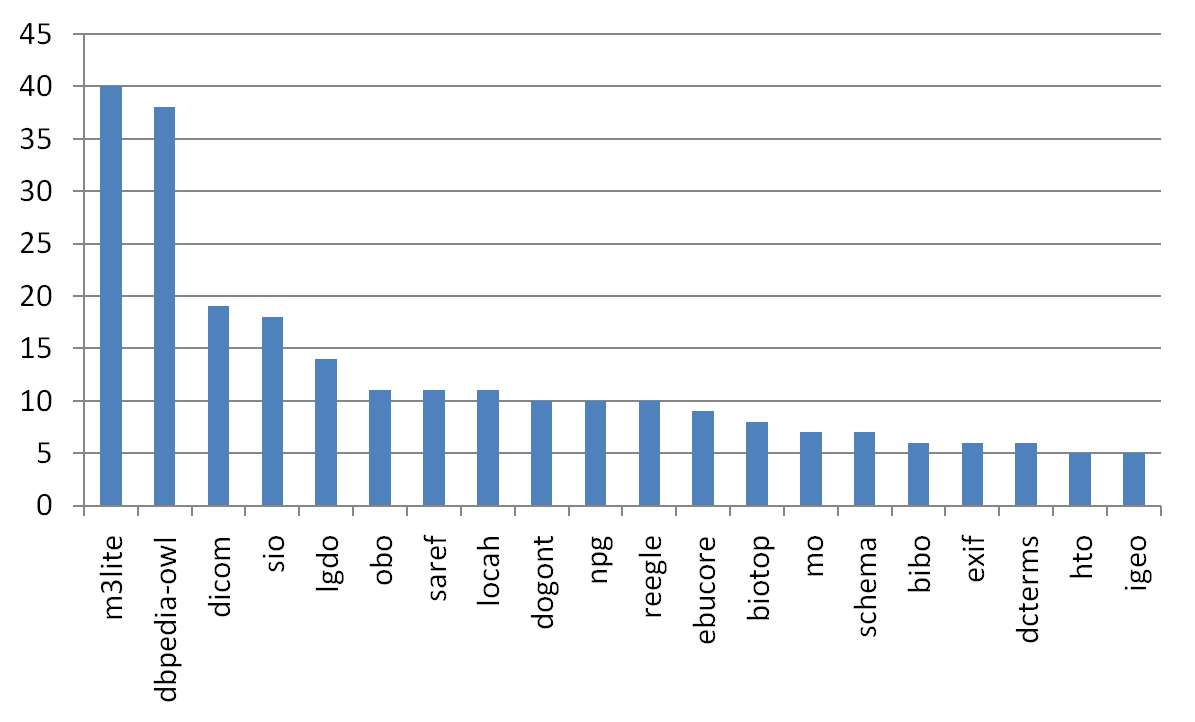 45
40
35
30
25
20
15
10
5
0
m3lite
dbpedia-owl
dicom
sio
lgdo
obo
saref
locah
dogont
npg
reegle
ebucore
biotop
mo
schema
bibo
exif
dcterms
hto
igeo